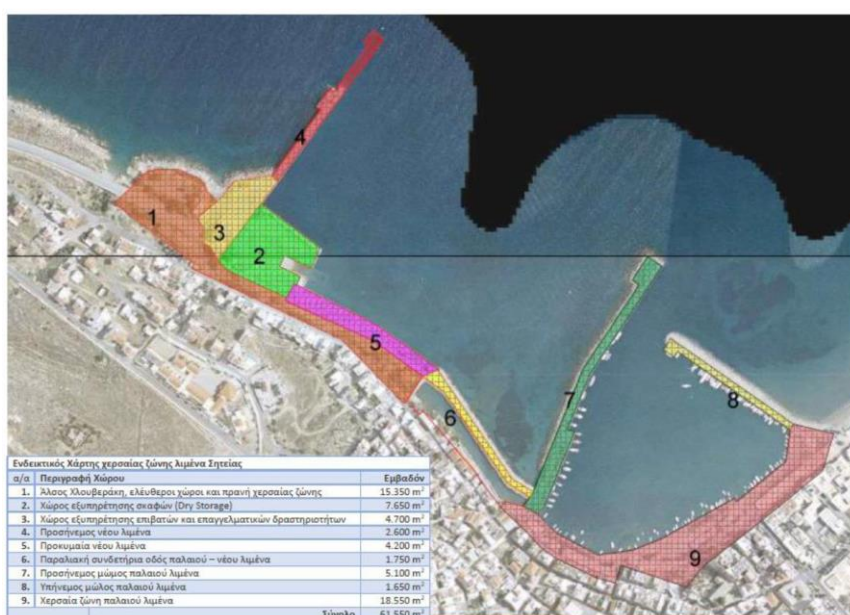 4
1
3
2
5
6
7
8
9
Ενδεικτικός Χάρτης χερσαίας ζώνης λιμένα Σητείας
α/α Περιγραφή Χώρου Εμβαδόν
1. Άλσος Χλουβεράκη, ελέυθεροι χώροι και πρανή χερσαίας ζώνης 15.350 m²
2. Χώρος εξυπηρέτησης σκαφών (Dry Storage) 7.650 m²
3. Χώρος εξυπηρέτησης επιβατών και επαγγελματικών δραστηριοτήτων 4.700 m²
4. Προσήνεμος νέου λιμένα 2.600 m²
5. Προκυμαία νέου λιμένα 4.200 m²
6. Παραλιακή συνδετήρια οδός παλαιού – νέου λιμένα 1.750 m²
7. Προσήνεμος μώμος παλαιού λιμένα 5.100 m²
8. Υπήνεμος μώλος παλαιού λιμένα 1.650 m²
9. Χερσαία ζώνη παλαιού λιμένα 18.550 m²
Σύνολο 61.550 m²